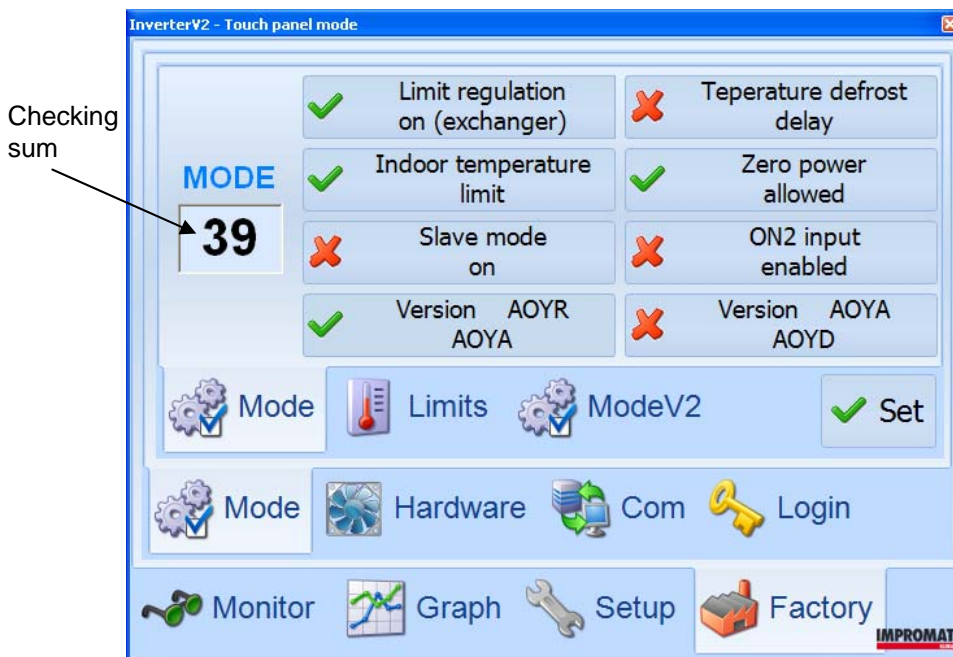 InverterV2 - Touch panel mode
Checking
sum
MODE
39
Limit regulation
on (exchanger)
Teperature defrost
delay
Indoor temperature
limit
Zero power
allowed
Slave mode
on
ON2 input
enabled
Version AOYR
AOYA
Version AOYA
AOYD
Mode
Limits
ModeV2
Set
Mode
Hardware
Com
Login
Monitor
Graph
Setup
Factory
IMPROMAT